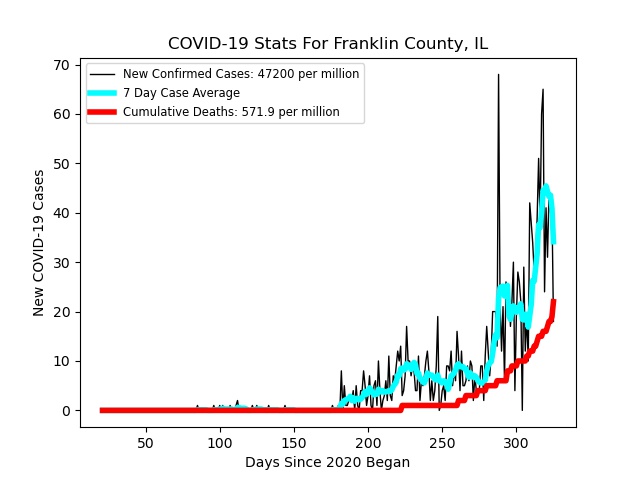 COVID-19 Stats For Franklin County, IL
New Confirmed Cases: 47200 per million
7 Day Case Average
Cumulative Deaths: 571.9 per million
New COVID-19 Cases
70
60
50
40
30
20
10
0
50 100 150 200 250 300
Days Since 2020 Began